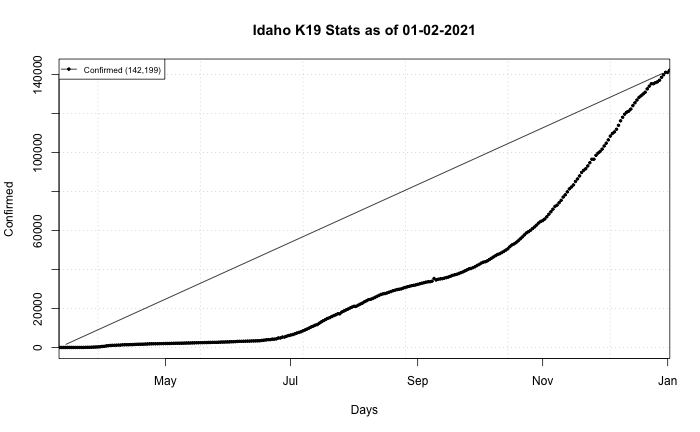 Idaho K19 Stats as of 01-02-2021
Confirmed (142,199)
140000
100000
60000
20000
0
Confirmed
May Jul Sep Nov Jan
Days